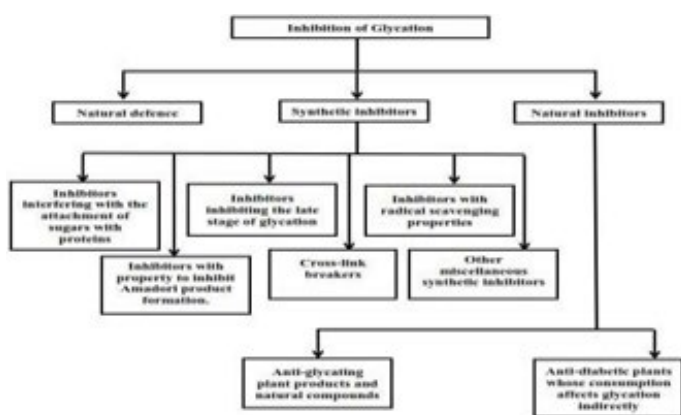 Inhibition of Glycation
Natural defence
Synthetic inhibitors
Natural inhibitors
Inhibitors
interfering with the
attachment of
sugars with
proteins
Inhibitors
inhibiting the late
stage of glycation
Inhibitors with
radical scavenging
properties
Inhibitors with
property to inhibit
Amadori product
formation.
Cross-link
breakers
Other
miscellaneous
synthetic inhibitors
Anti-glycating
plant products and
natural compounds
Anti-diabetic plants
whose consumption
affects glycation
indirectly